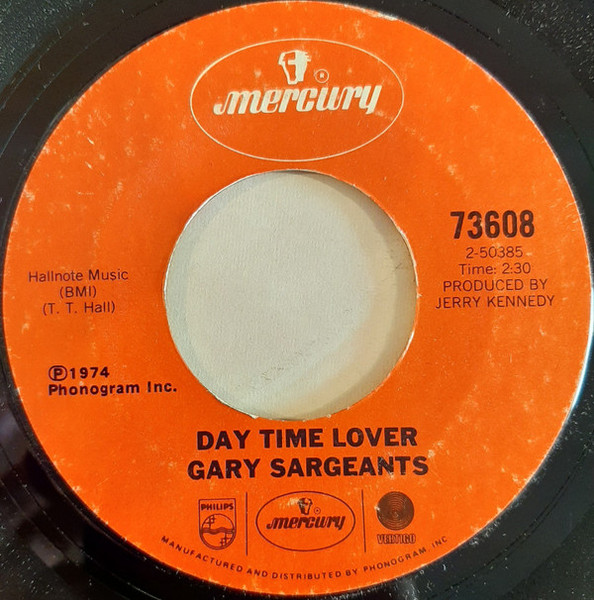 ®
mercury
73608
2-50385
Time: 2:30
PRODUCED BY
JERRY KENNEDY
Hallnote Music
(BMI)
(T. T. Hall)
Ⓟ1974
Phonogram Inc.
DAY TIME LOVER
GARY SARGEANTS
PHILIPS
mercury
VERTIGO
MANUFACTURED AND DISTRIBUTED BY PHONOGRAM, INC